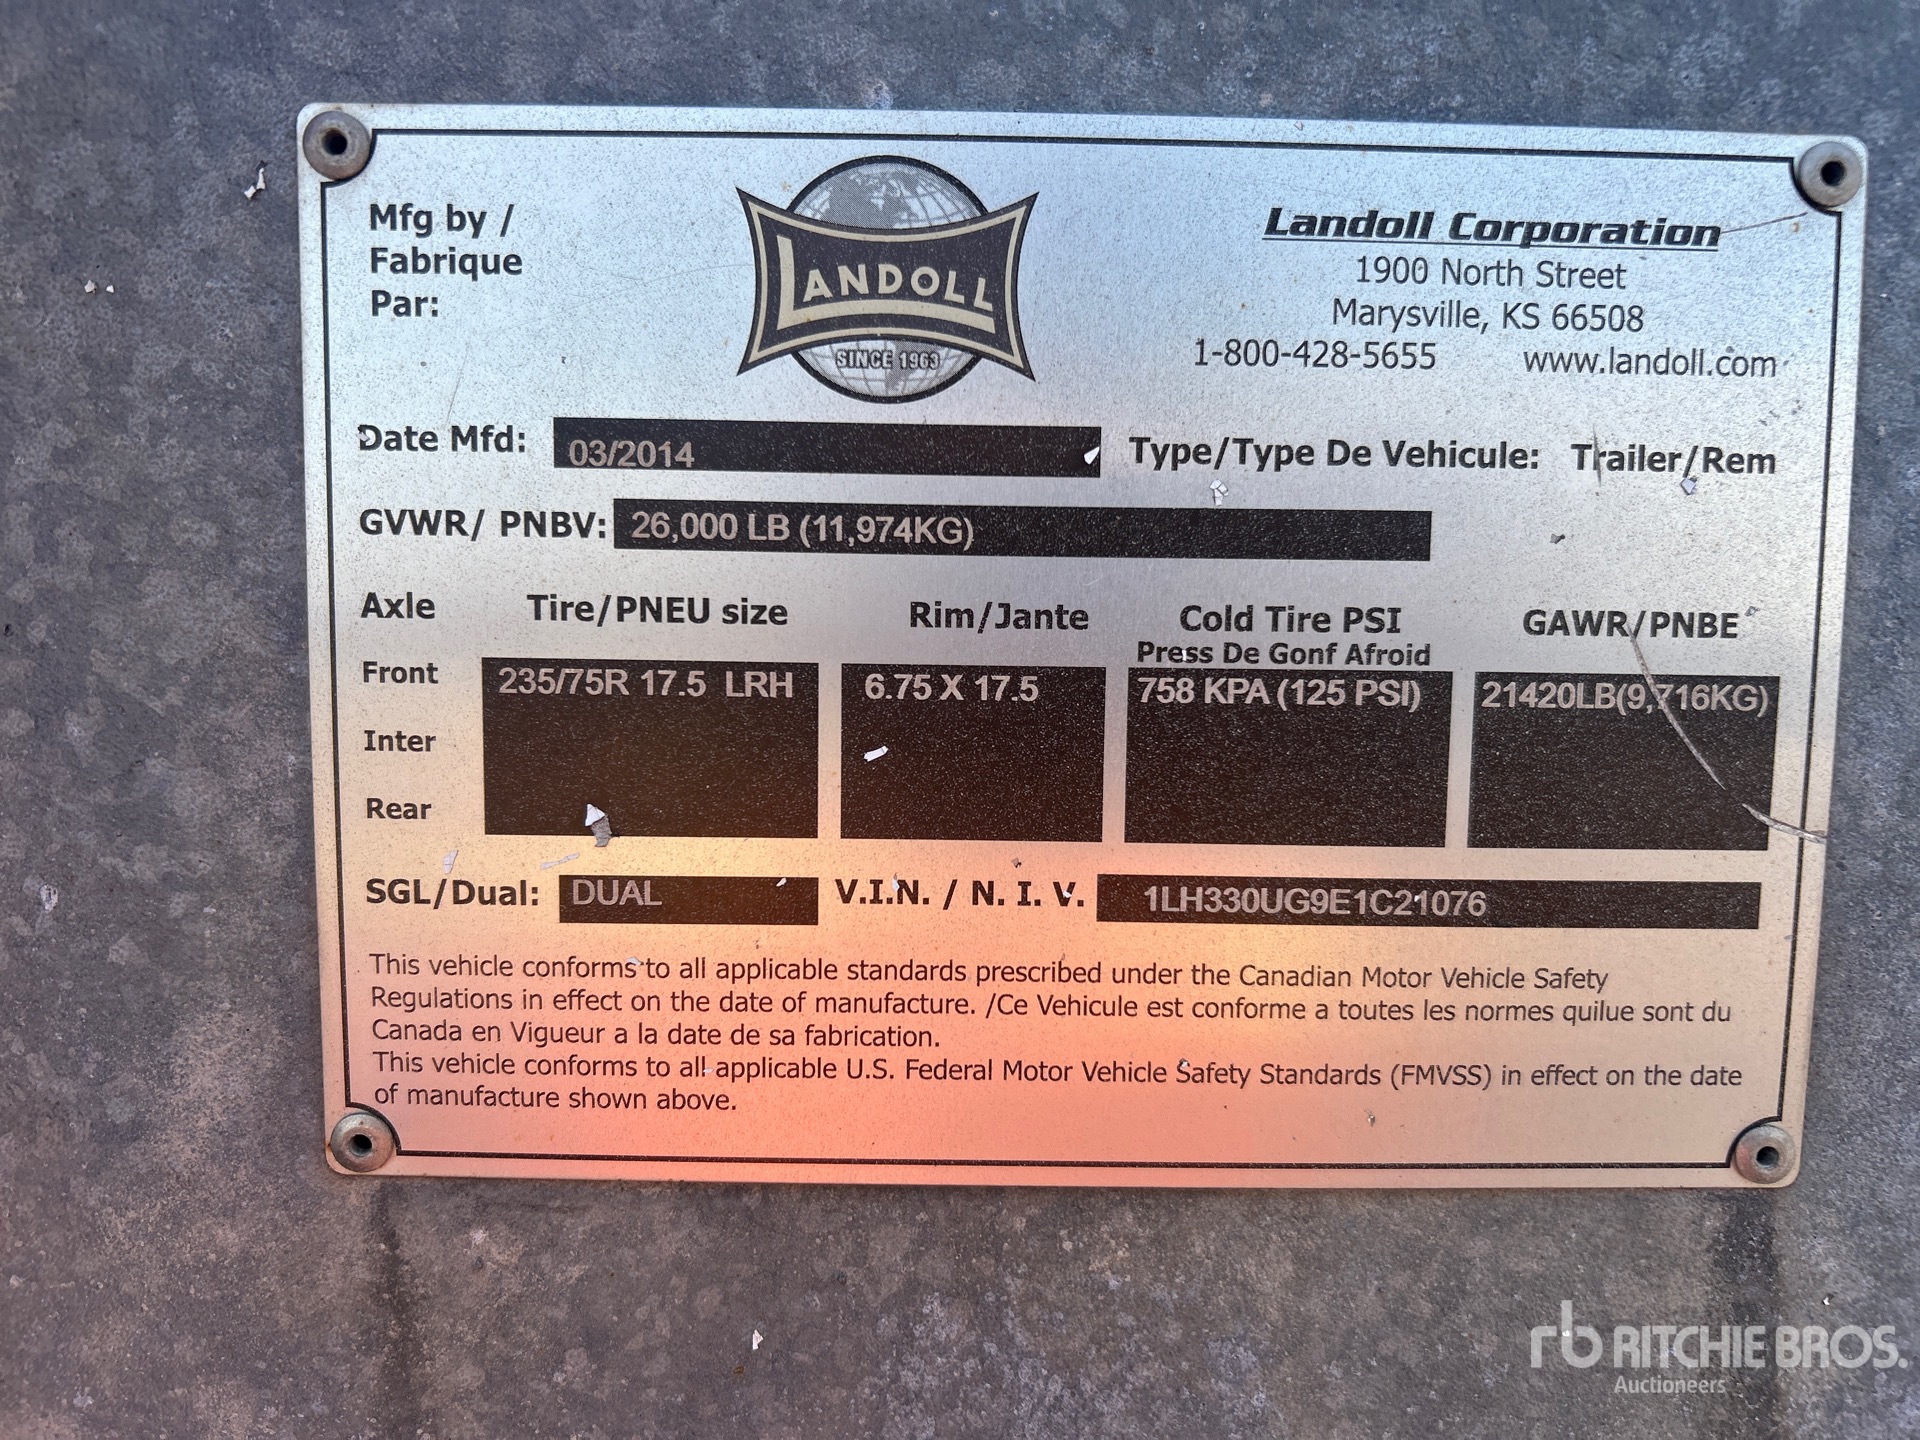 Mfg by /
Fabrique
Par:
LANDOLL
SINCE 1963
Landoll Corporation
1900 North Street
Marysville, KS 66508
1-800-428-5655 www.landoll.com
Date Mfd: 03/2014 Type/Type De Vehicule: Trailer/Rem
GVWR/ PNBV: 26,000 LB (11,974KG)
Axle Tire/PNEU size Rim/Jante Cold Tire PSI GAWR/PNBE
Press De Gonf Afroid
Front 235/75R 17.5 LRH 6.75 X 17.5 758 KPA (125 PSI) 21420LB(9,716KG)
Inter
Rear
SGL/Dual: DUAL V.I.N. / N. I. V. 1LH330UG9E1C21076
This vehicle conforms to all applicable standards prescribed under the Canadian Motor Vehicle Safety
Regulations in effect on the date of manufacture. /Ce Vehicule est conforme a toutes les normes quilue sont du
Canada en Vigueur a la date de sa fabrication.
This vehicle conforms to all applicable U.S. Federal Motor Vehicle Safety Standards (FMVSS) in effect on the date
of manufacture shown above.
rb RITCHIE BROS.
Auctioneers